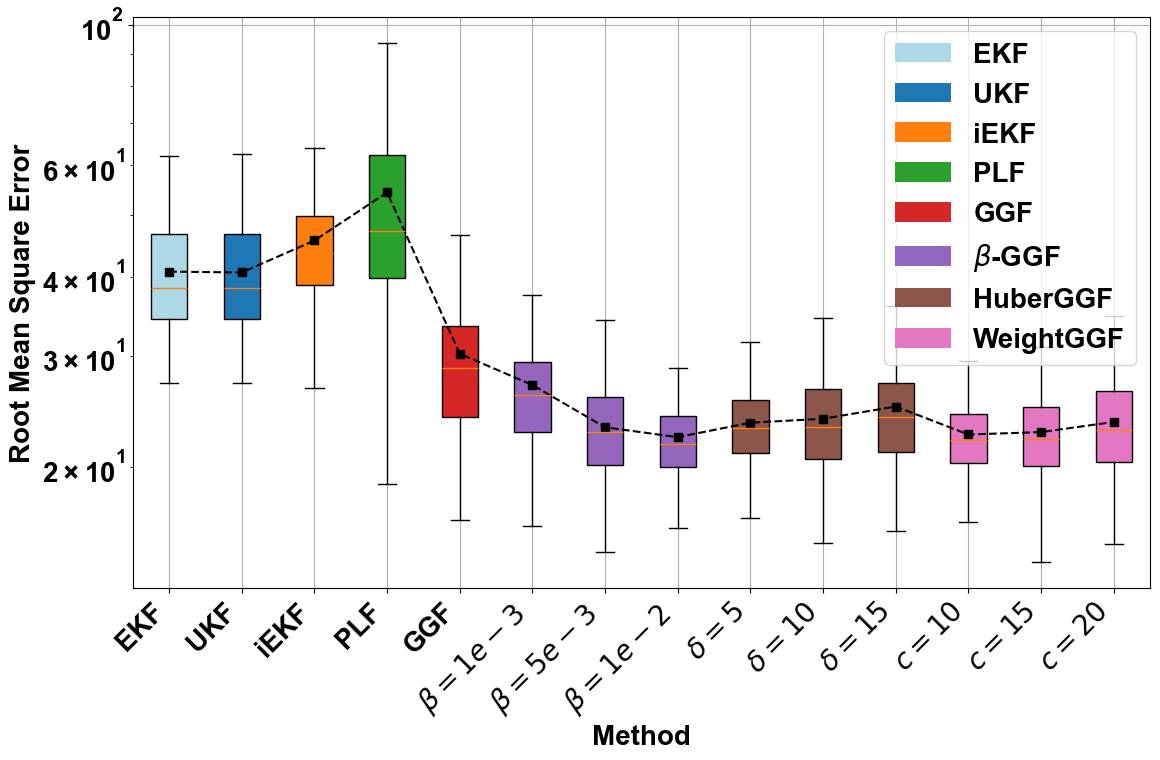 Root Mean Square Error
10²
6 × 10¹
4 × 10¹
3 × 10¹
2 × 10¹
EKF
UKF
iEKF
PLF
GGF
β-GGF
HuberGGF
WeightGGF
EKF
UKF
iEKF
PLF
GGF
β = 1e − 3
β = 5e − 3
β = 1e − 2
δ = 5
δ = 10
δ = 15
c = 10
c = 15
c = 20
Method